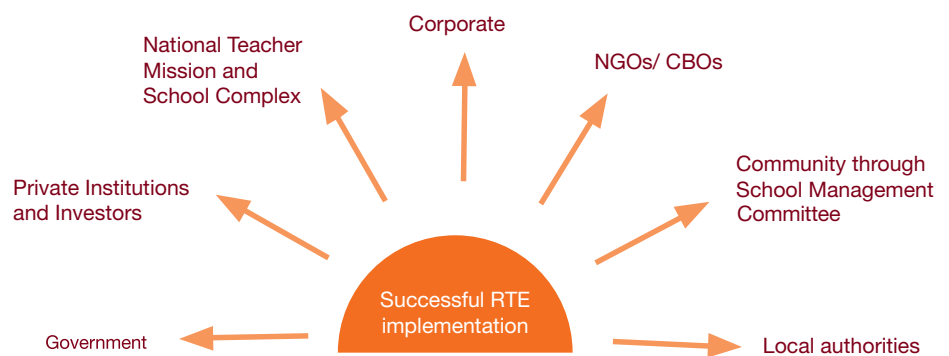 Corporate
National Teacher
Mission and
School Complex
NGOs/ CBOs
Community through
School Management
Committee
Private Institutions
and Investors
Successful RTE
implementation
Government
Local authorities